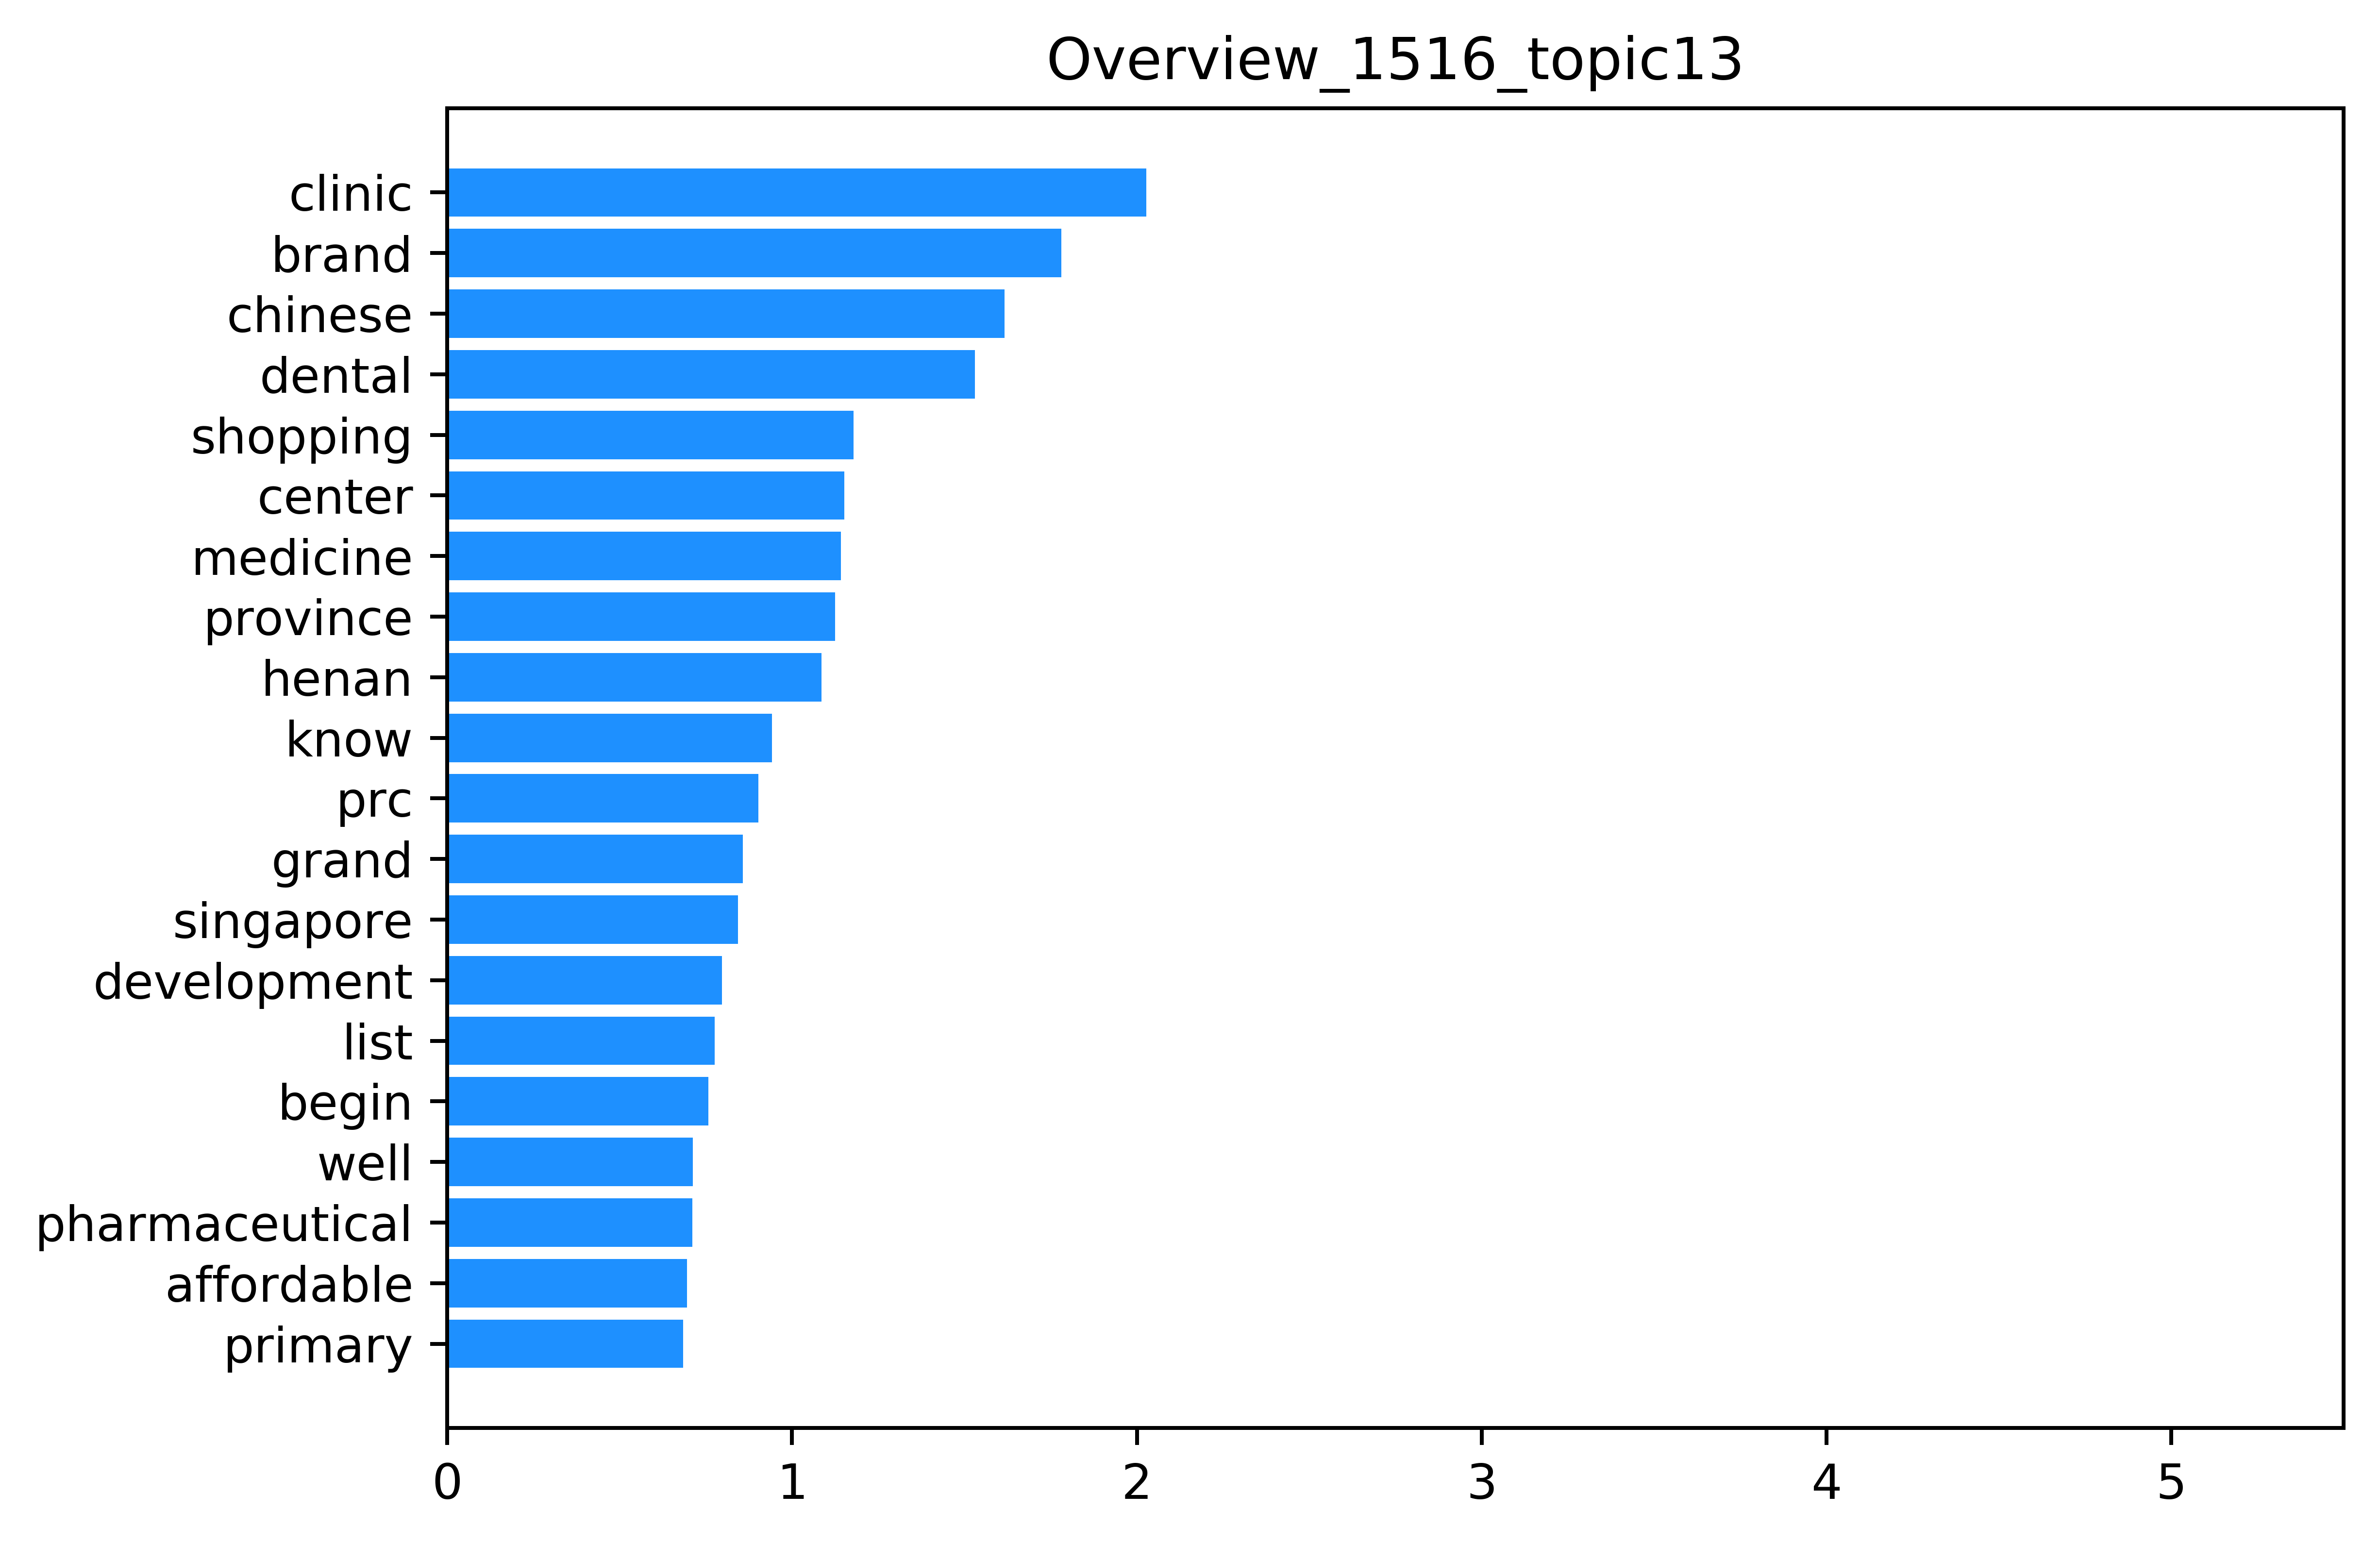 Overview_1516_topic13
clinic
brand
chinese
dental
shopping
center
medicine
province
henan
know
prc
grand
singapore
development
list
begin
well
pharmaceutical
affordable
primary
0 1 2 3 4 5